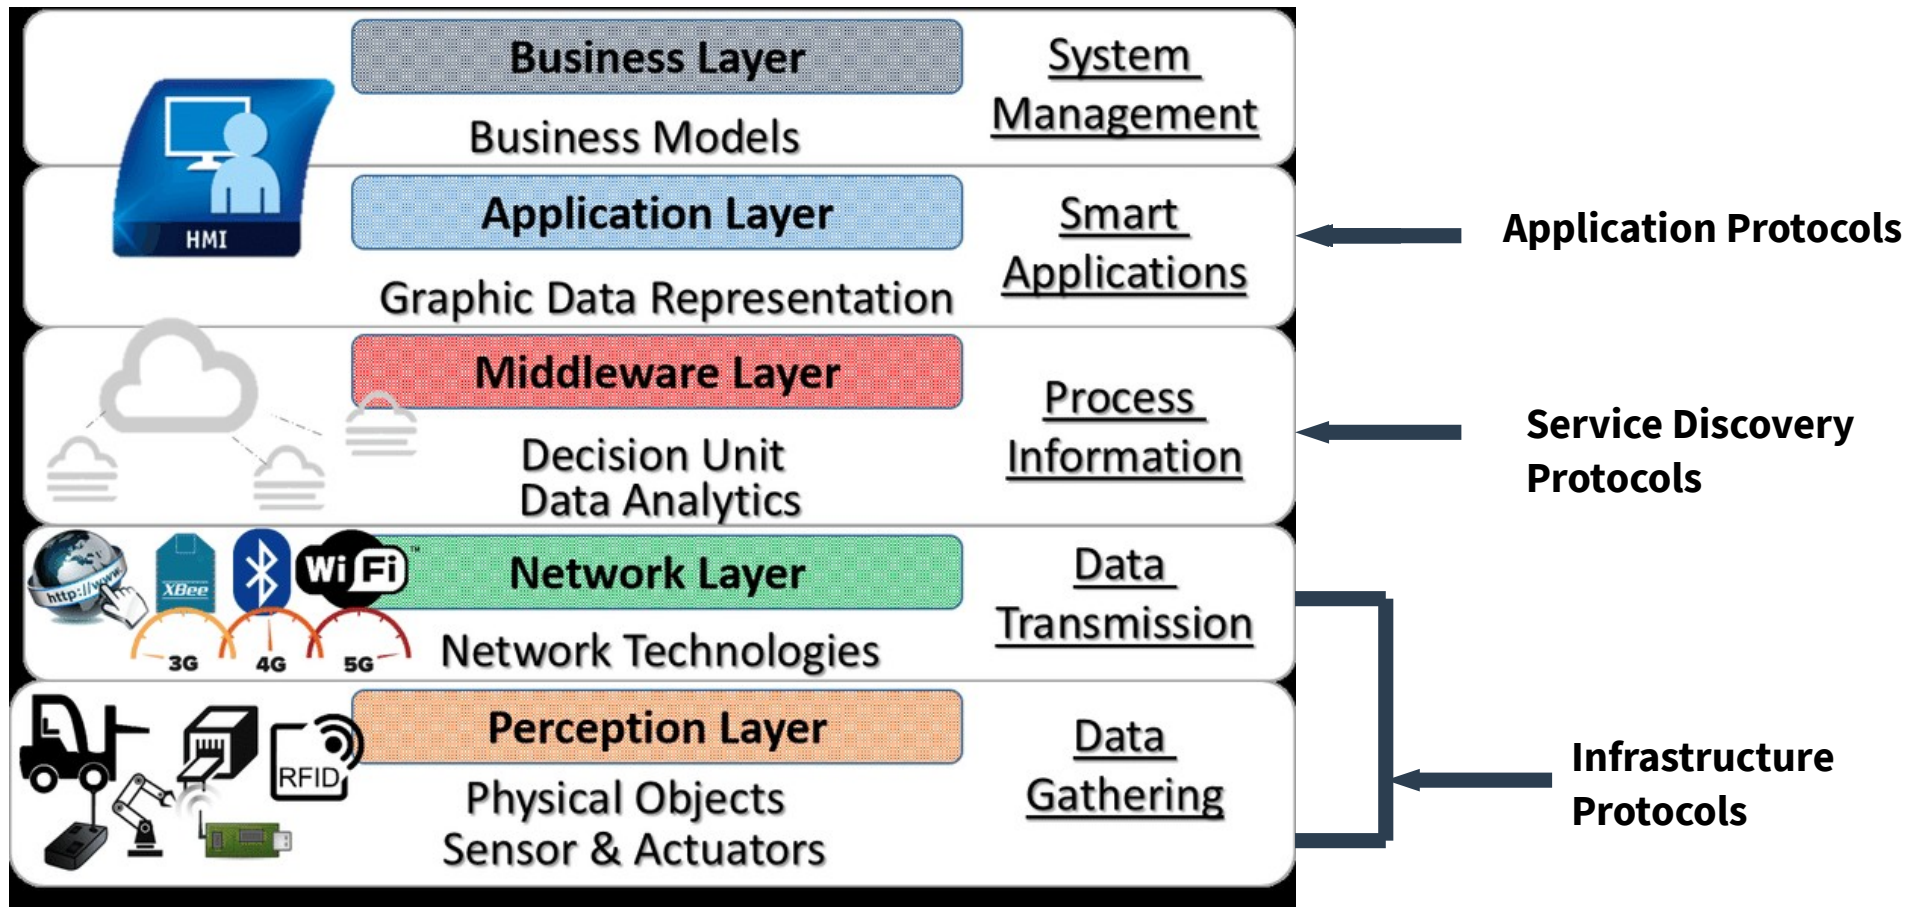 Business Layer
Business Models
System
Management
HMI
Application Layer
Graphic Data Representation
Smart
Applications
Application Protocols
Middleware Layer
Decision Unit
Data Analytics
Process
Information
Service Discovery
Protocols
http://www.
XBee
WiFi™
3G
4G
5G
Network Layer
Network Technologies
Data
Transmission
RFID
Perception Layer
Physical Objects
Sensor & Actuators
Data
Gathering
Infrastructure
Protocols